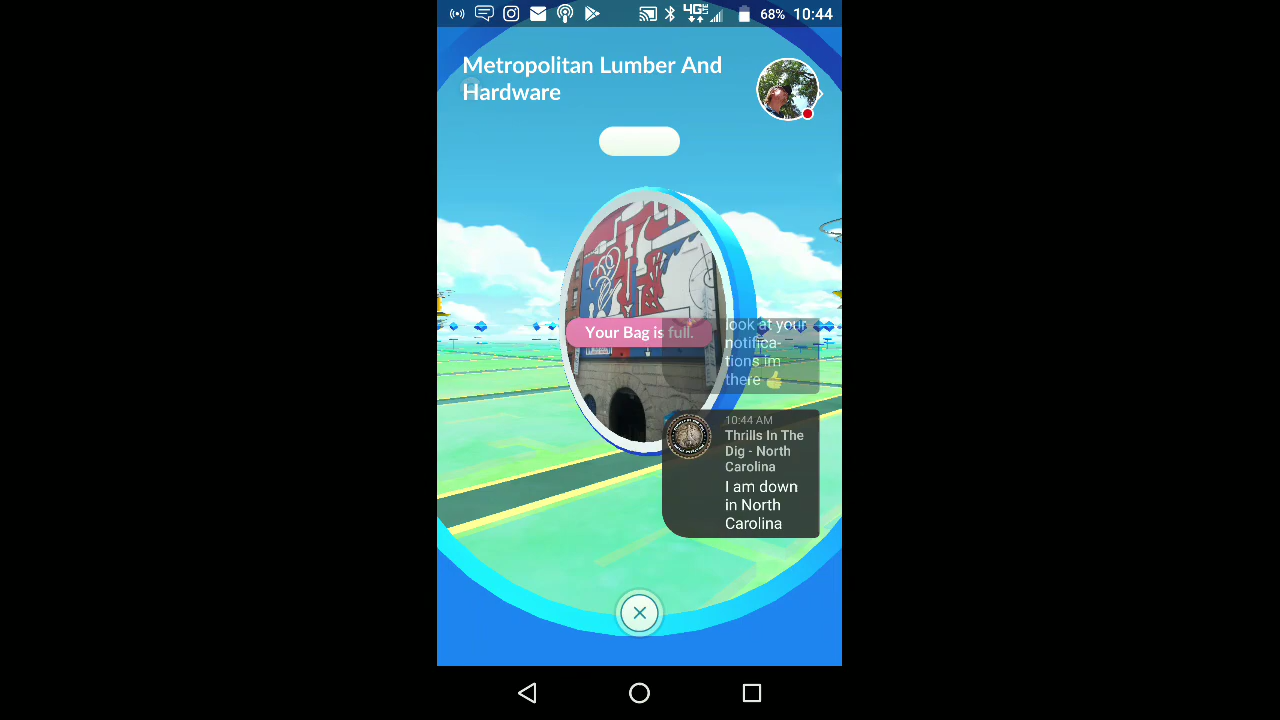 68% 10:44
Metropolitan Lumber And
Hardware
Your Bag is full.
look at your
notifica-
tions im
there 👍
10:44 AM
Thrills In The
Dig - North
Carolina
I am down
in North
Carolina